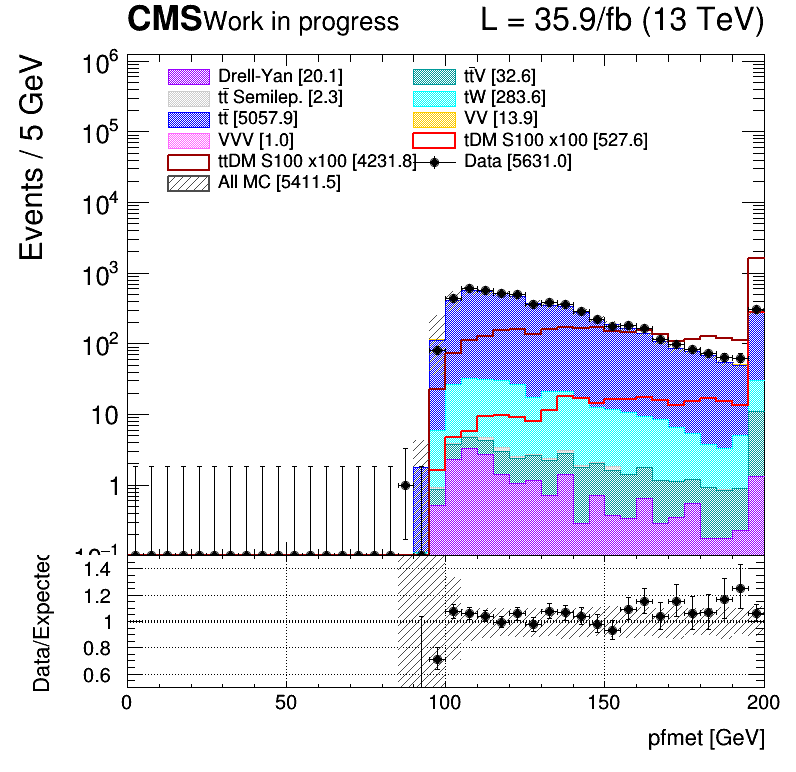 CMS Work in progress L = 35.9/fb (13 TeV)
Events / 5 GeV
Drell-Yan [20.1] tt̄V [32.6]
tt̄ Semilep. [2.3] tW [283.6]
tt̄ [5057.9] VV [13.9]
VVV [1.0] tDM S100 x100 [527.6]
ttDM S100 x100 [4231.8] Data [5631.0]
All MC [5411.5]
10⁶
10⁵
10⁴
10³
10²
10
1
10⁻¹
Data/Expected
1.4
1.2
1
0.8
0.6
0 50 100 150 200
pfmet [GeV]